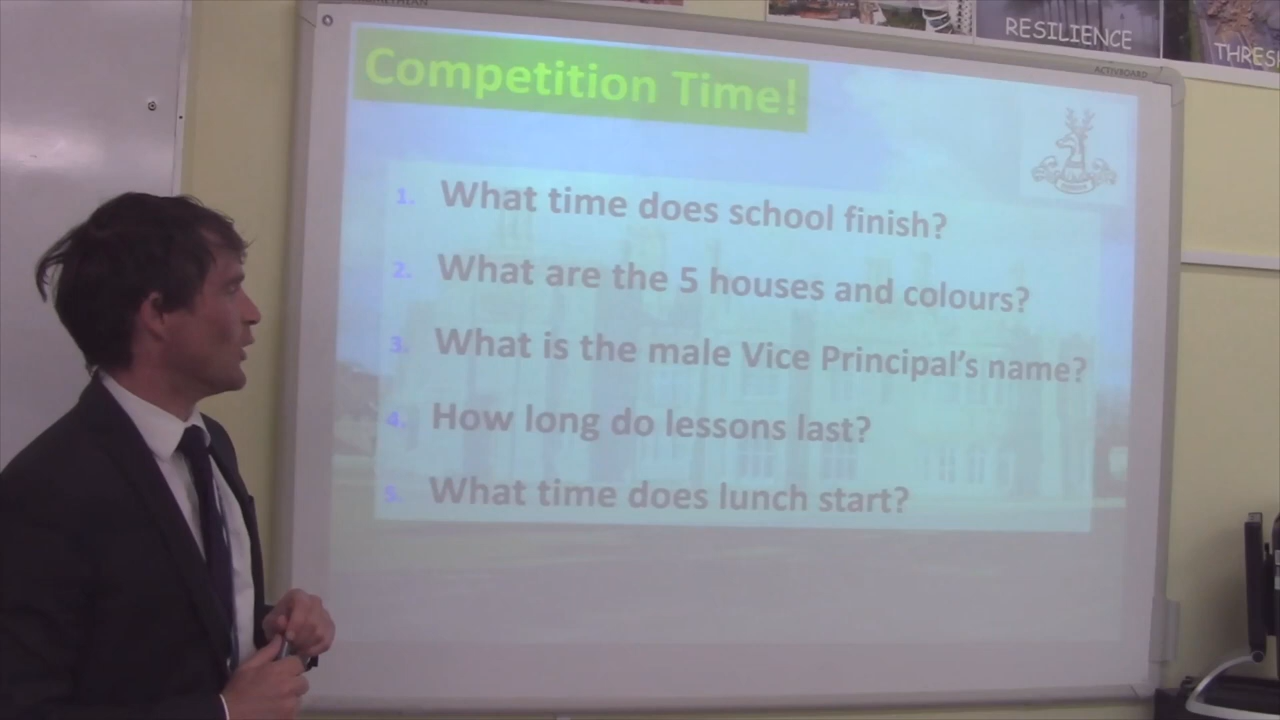 PROMETHEAN
RESILIENCE
THRES
ACTIVBOARD
Competition Time!
1. What time does school finish?
2. What are the 5 houses and colours?
3. What is the male Vice Principal's name?
4. How long do lessons last?
5. What time does lunch start?